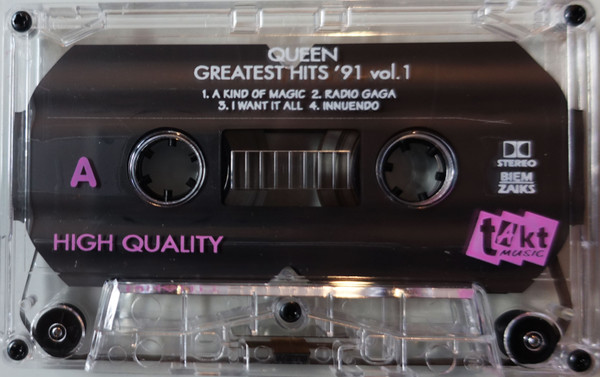 QUEEN
GREATEST HITS '91 vol.1
1. A KIND OF MAGIC 2. RADIO GAGA
3. I WANT IT ALL 4. INNUENDO
A
STEREO
BIEM
ZAIKS
HIGH QUALITY
takt
MUSIC